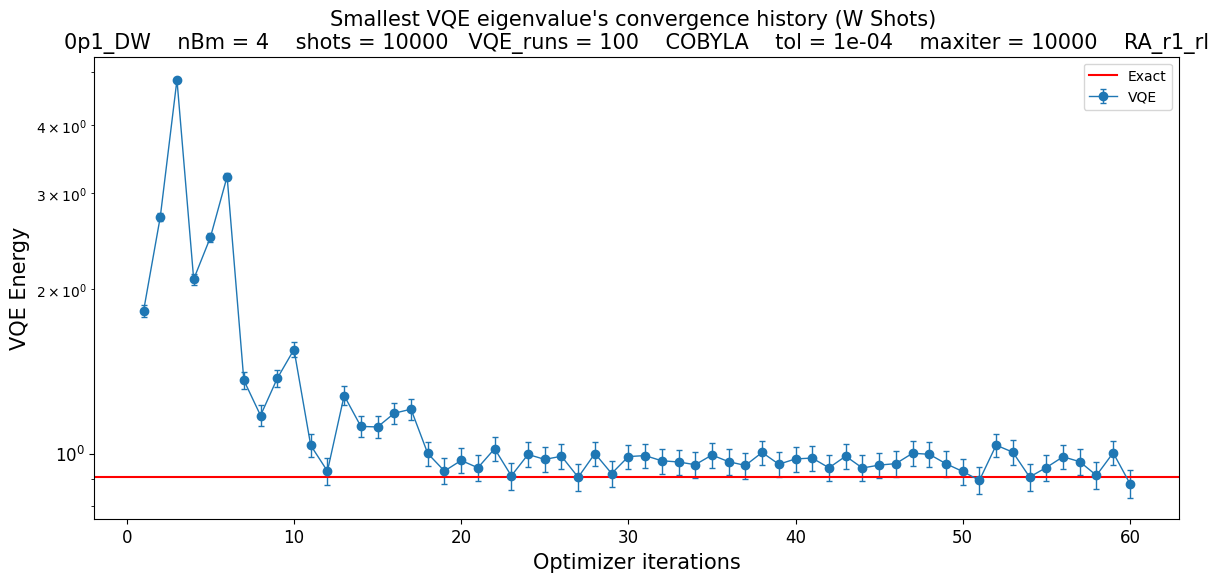 Smallest VQE eigenvalue's convergence history (W Shots)
0p1_DW    nBm = 4    shots = 10000   VQE_runs = 100    COBYLA    tol = 1e-04    maxiter = 10000    RA_r1_rl
Exact
VQE
4 × 10⁰
3 × 10⁰
2 × 10⁰
10⁰
VQE Energy
0 10 20 30 40 50 60
Optimizer iterations